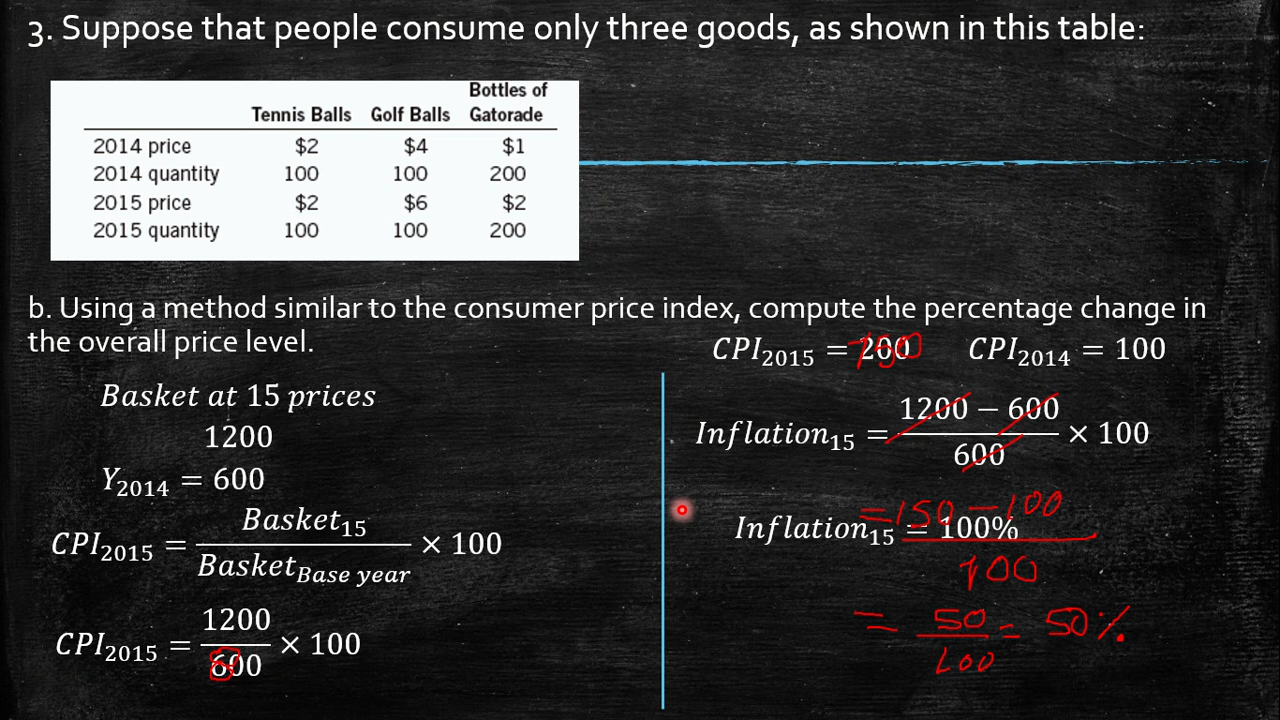 3. Suppose that people consume only three goods, as shown in this table:
Tennis Balls Golf Balls Bottles of Gatorade
2014 price $2 $4 $1
2014 quantity 100 100 200
2015 price $2 $6 $2
2015 quantity 100 100 200
b. Using a method similar to the consumer price index, compute the percentage change in
the overall price level.
Basket at 15 prices
1200
Y2014 = 600
CPI2015 = Basket15 / BasketBase year × 100
CPI2015 = 1200 / 600 × 100
8
CPI2015 = 200 CPI2014 = 100
150
Inflation15 = 1200 − 600 / 600 × 100
Inflation15 = 100%
= 150 − 100 / 100
= 50 / 100 = 50%